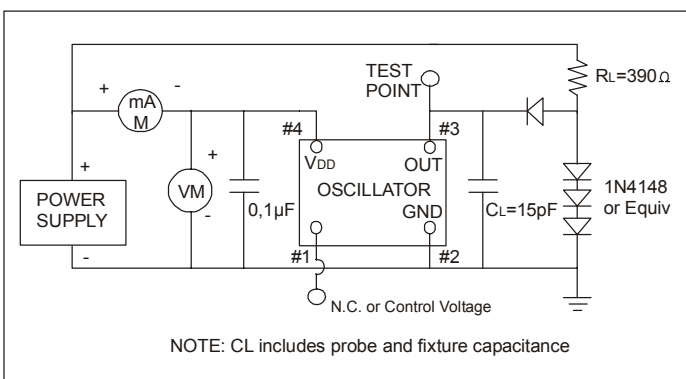 TEST
POINT
RL=390Ω
+ -
mA
M
#4 #3
+ + VDD OUT
POWER
SUPPLY
VM
0,1µF
OSCILLATOR
CL=15pF
1N4148
or Equiv
GND
- - #1 #2
N.C. or Control Voltage
NOTE: CL includes probe and fixture capacitance